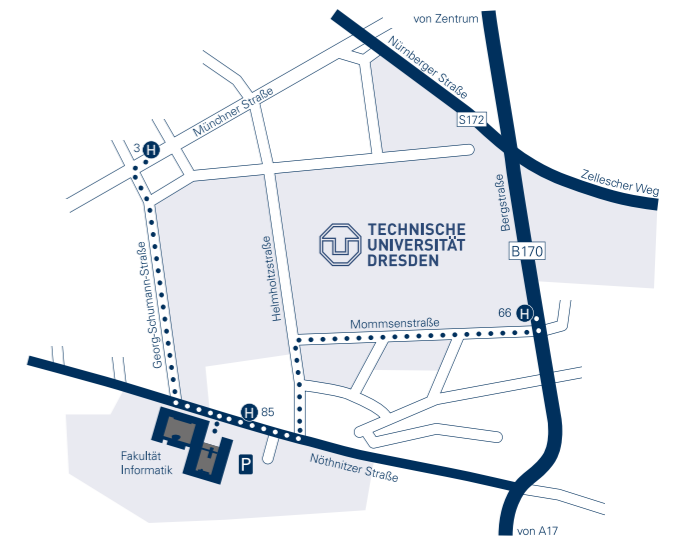 von Zentrum
Nürnberger Straße
S172
Münchner Straße
3 H
Zellescher Weg
Bergstraße
TECHNISCHE
UNIVERSITÄT
DRESDEN
B170
Georg-Schumann-Straße
Helmholtzstraße
66 H
Mommsenstraße
H 85
Fakultät
Informatik
P
Nöthnitzer Straße
von A17